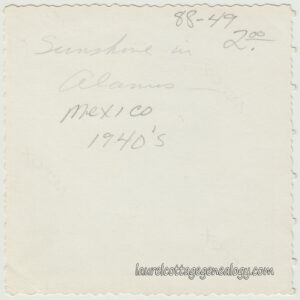 88-49
2.00
Sunshine in
Alamos
Mexico
1940's
laurelcottagegenealogy.com